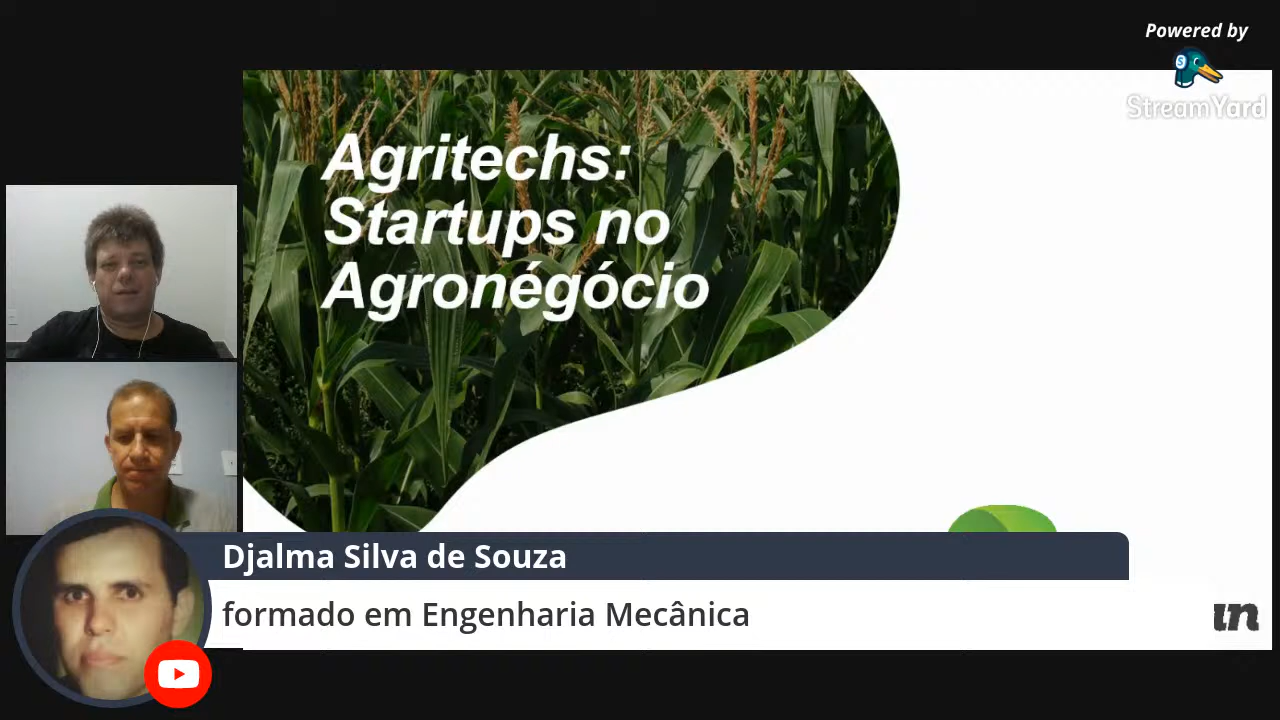 Powered by
StreamYard
Agritechs:
Startups no
Agronégócio
Djalma Silva de Souza
formado em Engenharia Mecânica
in